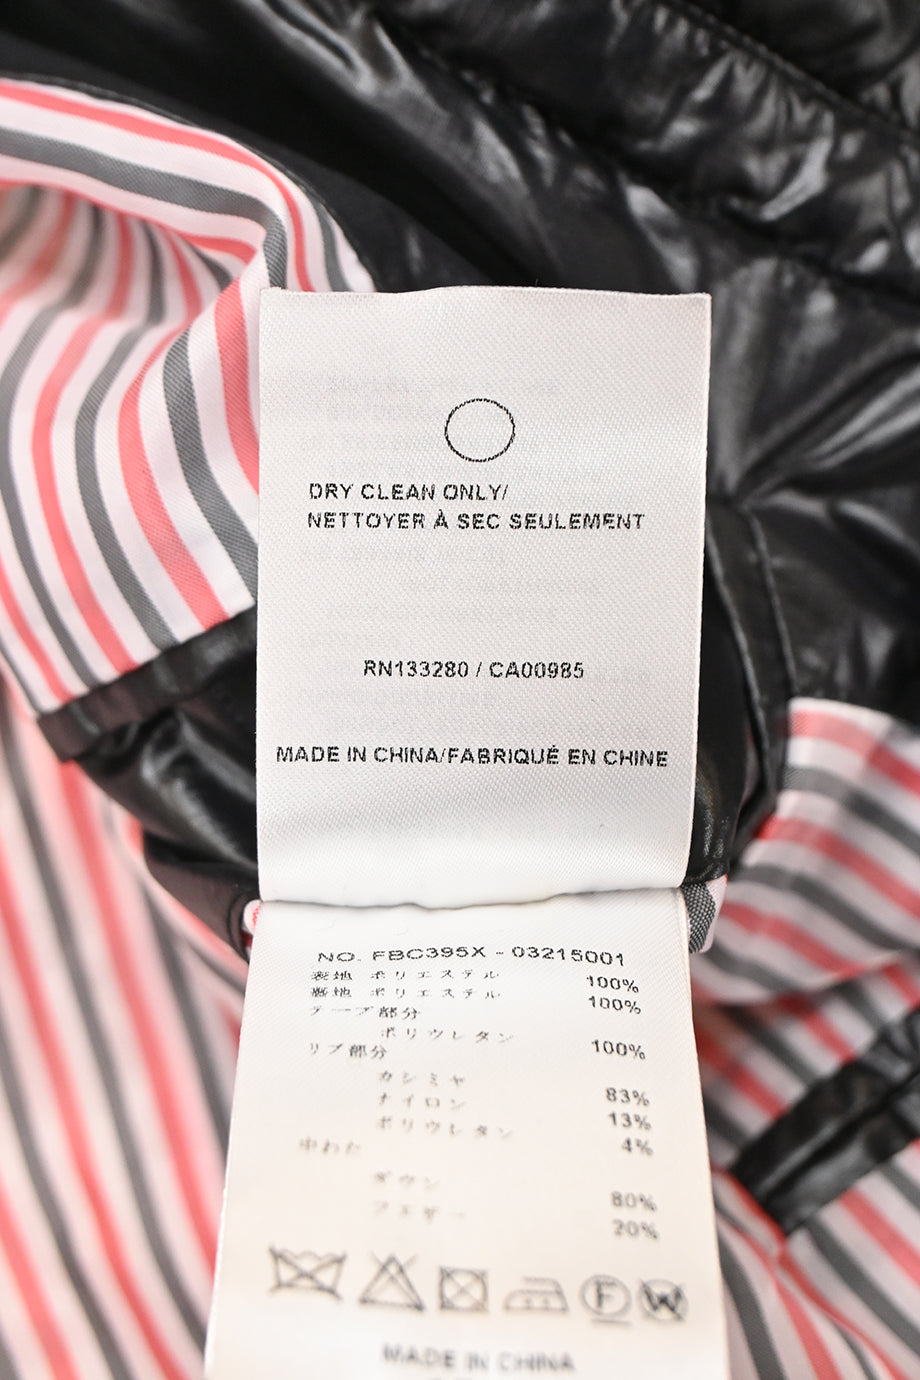 DRY CLEAN ONLY/
NETTOYER À SEC SEULEMENT
RN133280 / CA00985
MADE IN CHINA/FABRIQUÉ EN CHINE
NO. FBC395X - 03215001
表地 ポリエステル 100%
裏地 ポリエステル 100%
テープ部分
ポリウレタン 100%
リブ部分
カシミヤ 83%
ナイロン 13%
ポリウレタン 4%
中わた
ダウン 80%
フェザー 20%
F W
MADE IN CHINA